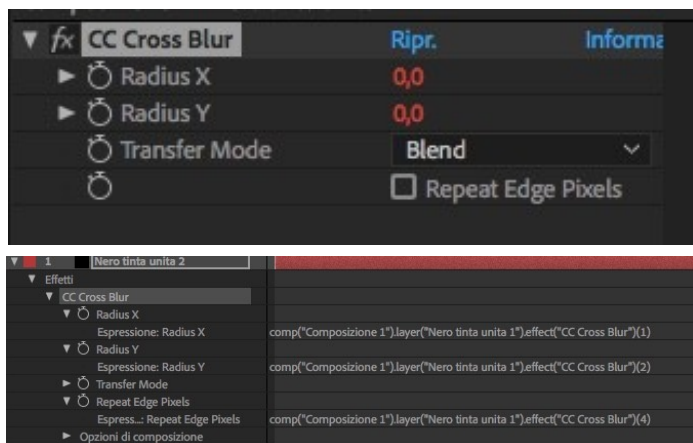 fx CC Cross Blur Ripr. Informa
Radius X 0,0
Radius Y 0,0
Transfer Mode Blend
Repeat Edge Pixels
1 Nero tinta unita 2
Effetti
CC Cross Blur
Radius X
Espressione: Radius X comp("Composizione 1").layer("Nero tinta unita 1").effect("CC Cross Blur")(1)
Radius Y
Espressione: Radius Y comp("Composizione 1").layer("Nero tinta unita 1").effect("CC Cross Blur")(2)
Transfer Mode
Repeat Edge Pixels
Espress...: Repeat Edge Pixels comp("Composizione 1").layer("Nero tinta unita 1").effect("CC Cross Blur")(4)
Opzioni di composizione